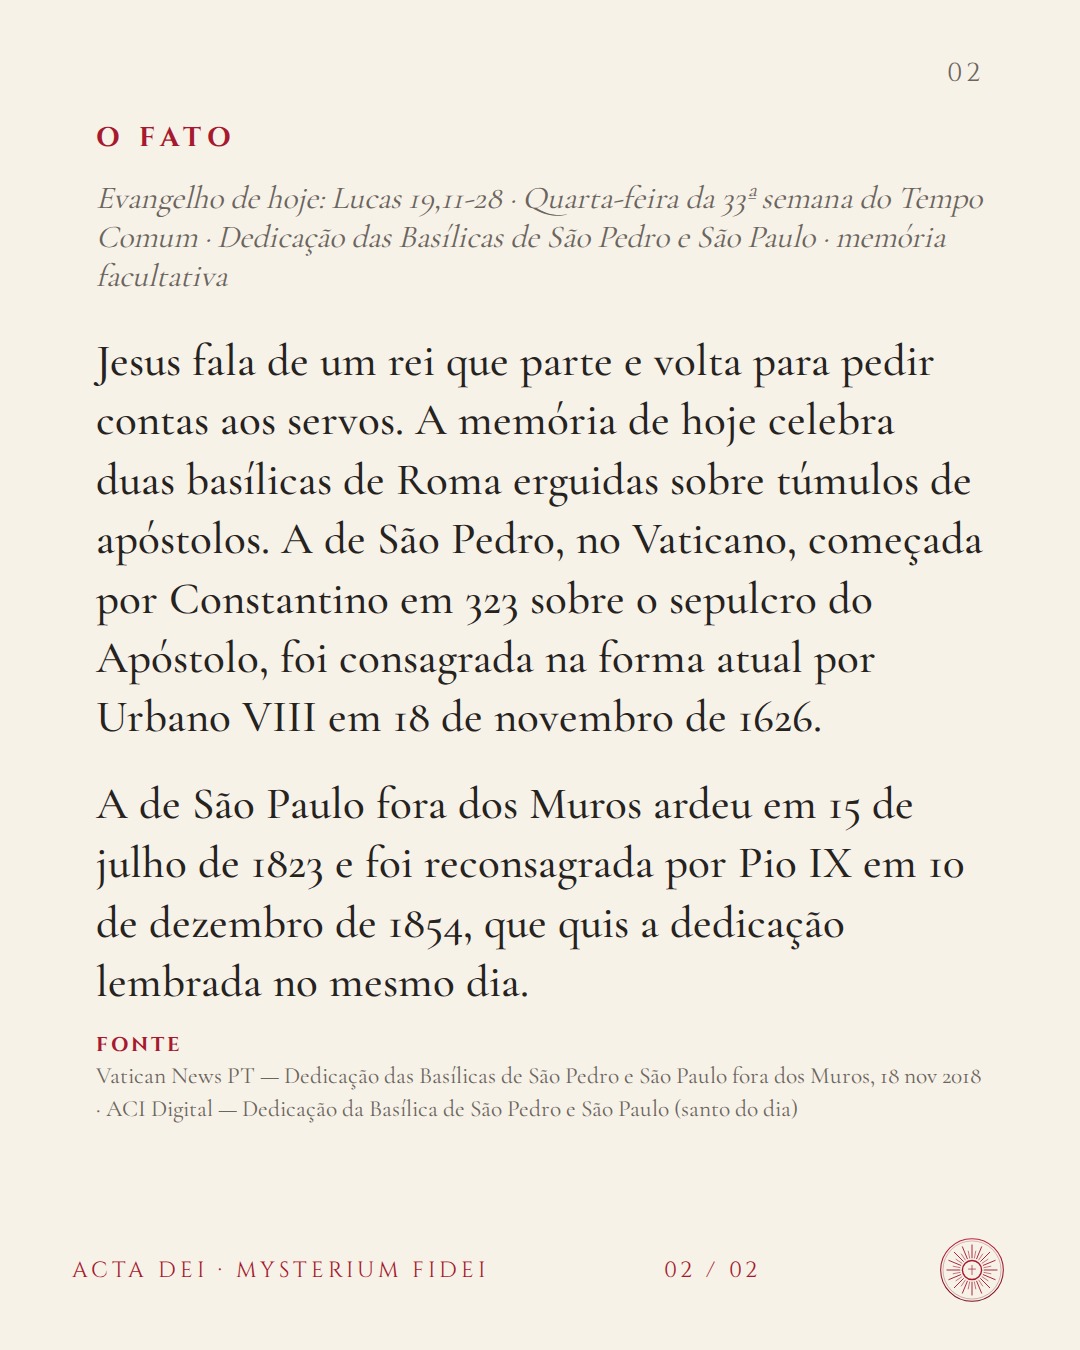 02
O FATO
Evangelho de hoje: Lucas 19,11-28 · Quarta-feira da 33ª semana do Tempo
Comum · Dedicação das Basílicas de São Pedro e São Paulo · memória
facultativa
Jesus fala de um rei que parte e volta para pedir
contas aos servos. A memória de hoje celebra
duas basílicas de Roma erguidas sobre túmulos de
apóstolos. A de São Pedro, no Vaticano, começada
por Constantino em 323 sobre o sepulcro do
Apóstolo, foi consagrada na forma atual por
Urbano VIII em 18 de novembro de 1626.
A de São Paulo fora dos Muros ardeu em 15 de
julho de 1823 e foi reconsagrada por Pio IX em 10
de dezembro de 1854, que quis a dedicação
lembrada no mesmo dia.
FONTE
Vatican News PT — Dedicação das Basílicas de São Pedro e São Paulo fora dos Muros, 18 nov 2018
· ACI Digital — Dedicação da Basílica de São Pedro e São Paulo (santo do dia)
ACTA DEI · MYSTERIUM FIDEI
02 / 02